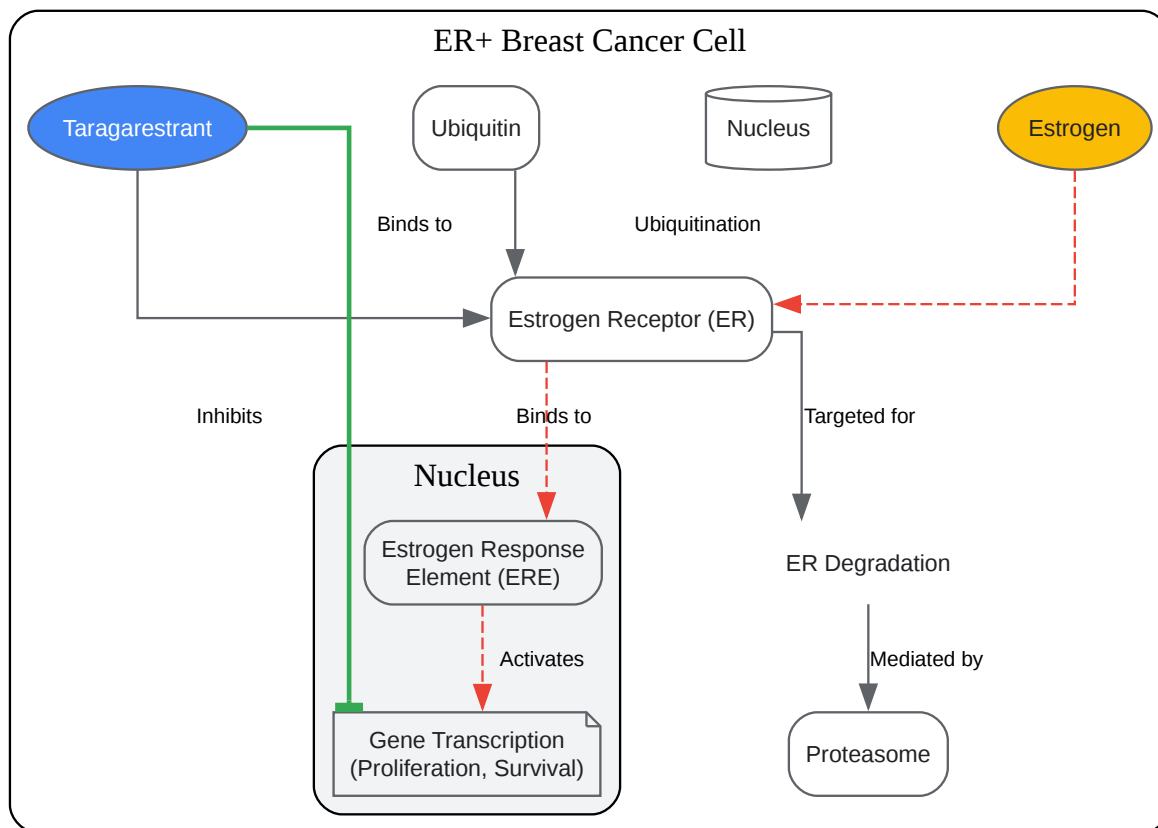 ER+ Breast Cancer Cell
Taragarestrant
Ubiquitin
Nucleus
Estrogen
Binds to
Ubiquitination
Estrogen Receptor (ER)
Inhibits
Binds to
Targeted for
Nucleus
Estrogen Response
Element (ERE)
ER Degradation
Activates
Mediated by
Gene Transcription
(Proliferation, Survival)
Proteasome